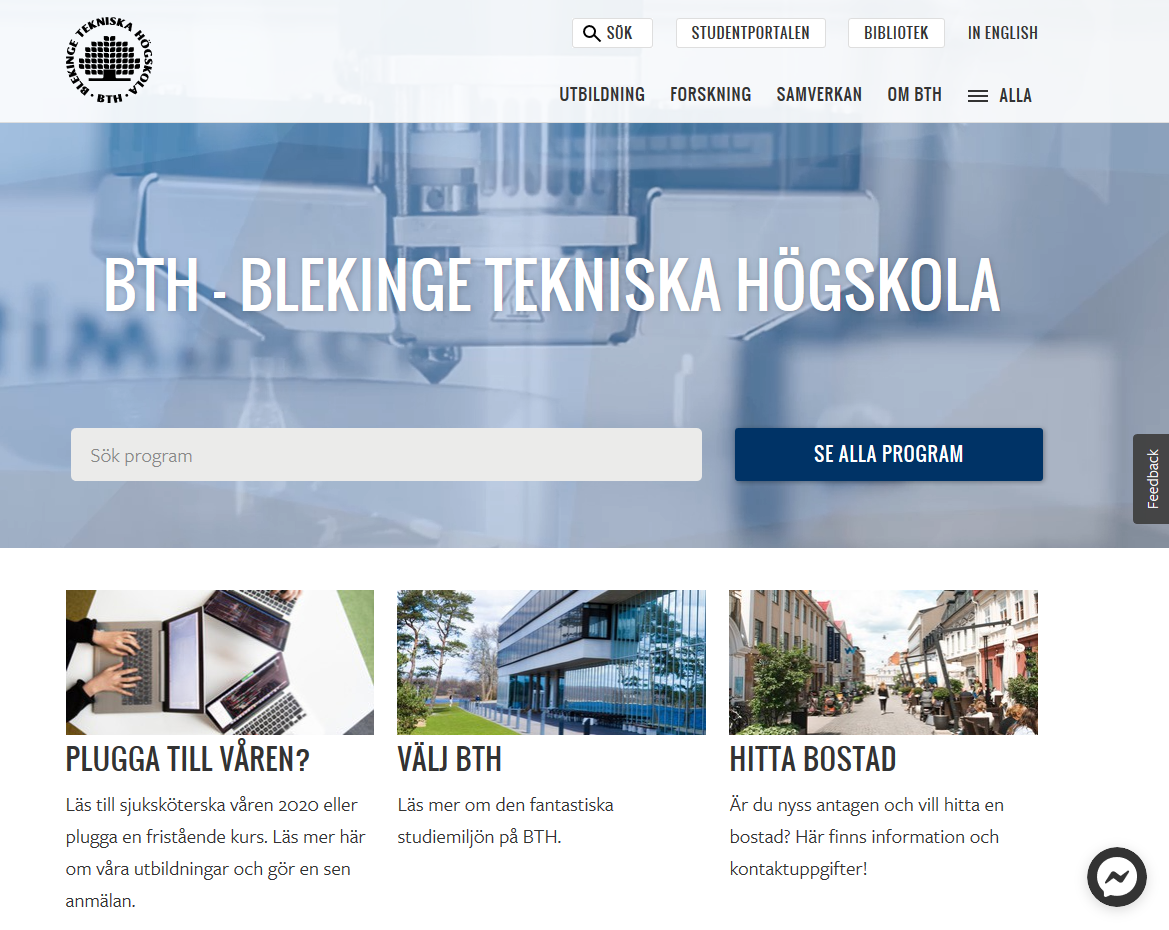 BLEKINGE TEKNISKA HÖGSKOLA · BTH ·
SÖK
STUDENTPORTALEN
BIBLIOTEK
IN ENGLISH
UTBILDNING
FORSKNING
SAMVERKAN
OM BTH
ALLA
BTH - BLEKINGE TEKNISKA HÖGSKOLA
Sök program
SE ALLA PROGRAM
Feedback
PLUGGA TILL VÅREN?
Läs till sjuksköterska våren 2020 eller
plugga en fristående kurs. Läs mer här
om våra utbildningar och gör en sen
anmälan.
VÄLJ BTH
Läs mer om den fantastiska
studiemiljön på BTH.
HITTA BOSTAD
Är du nyss antagen och vill hitta en
bostad? Här finns information och
kontaktuppgifter!